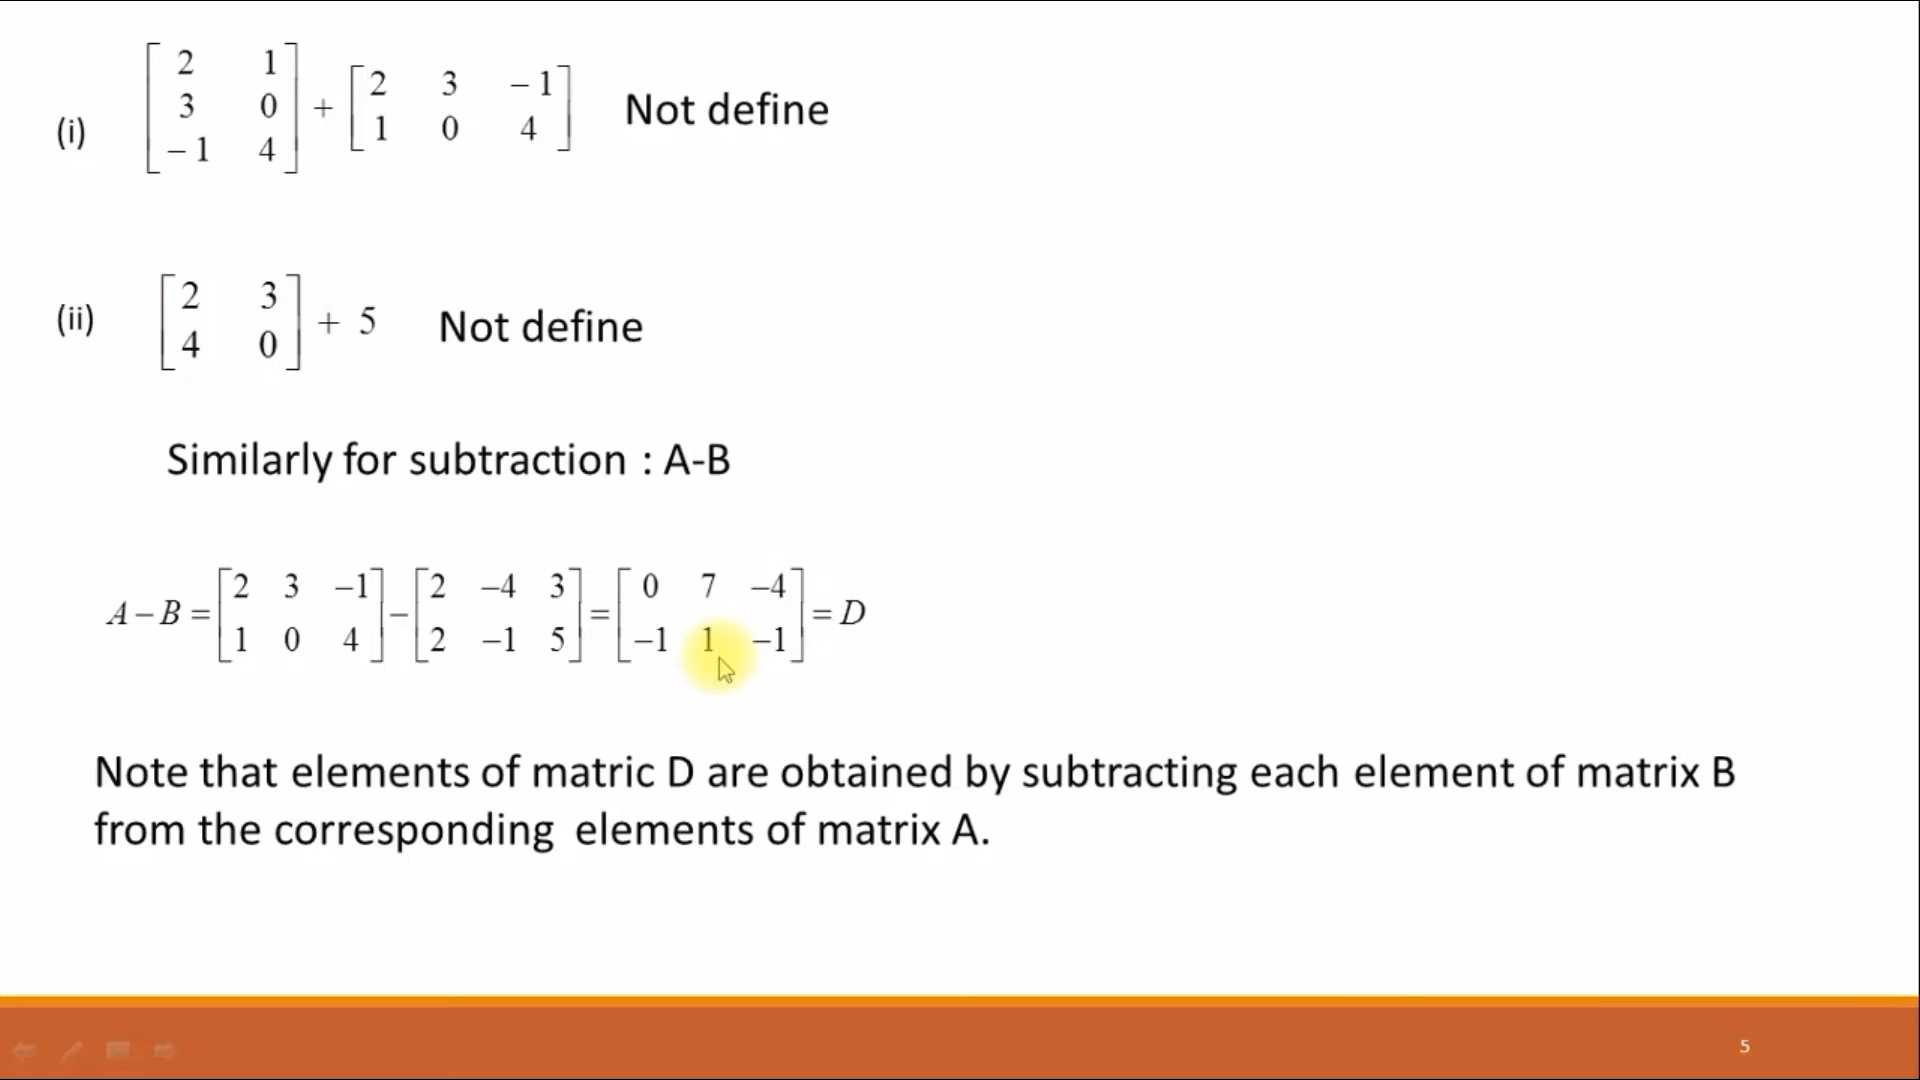 (i) [2 1; 3 0; −1 4] + [2 3 −1; 1 0 4] Not define
(ii) [2 3; 4 0] + 5 Not define
Similarly for subtraction : A-B
A − B = [2 3 −1; 1 0 4] − [2 −4 3; 2 −1 5] = [0 7 −4; −1 1 −1] = D
Note that elements of matric D are obtained by subtracting each element of matrix B
from the corresponding elements of matrix A.
5